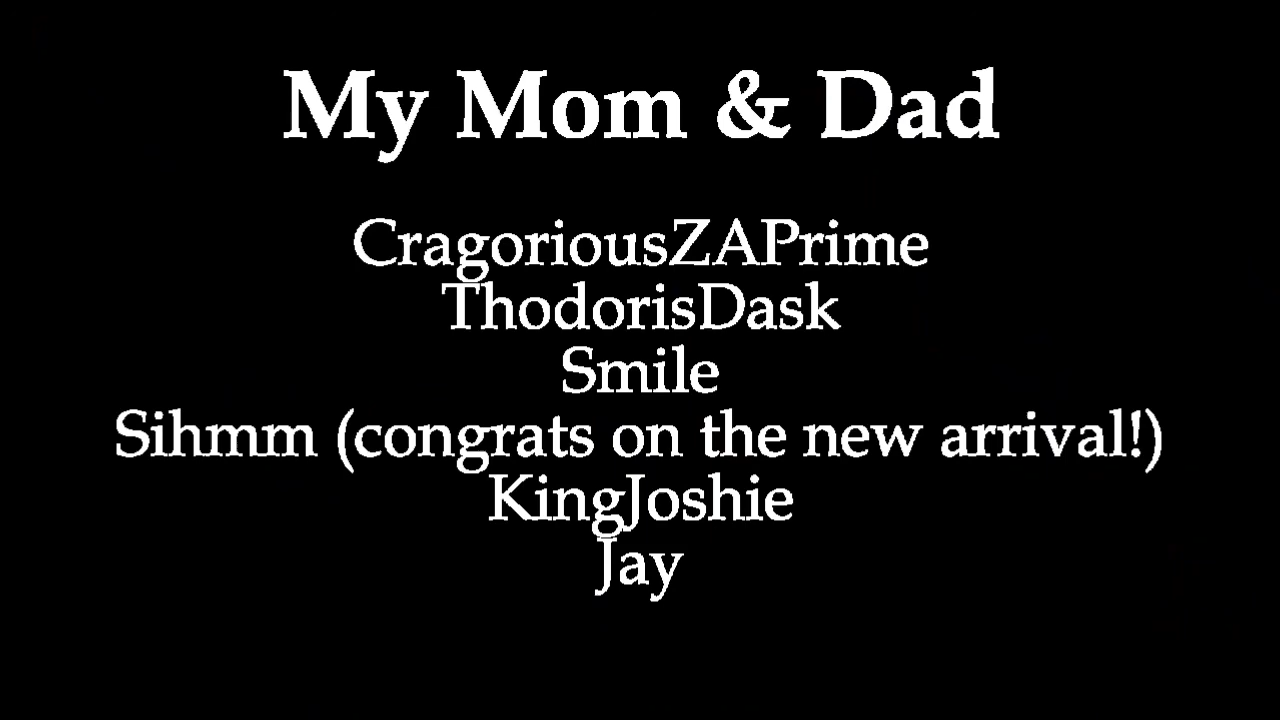 My Mom & Dad
CragoriousZAPrime
ThodorisDask
Smile
Sihmm (congrats on the new arrival!)
KingJoshie
Jay